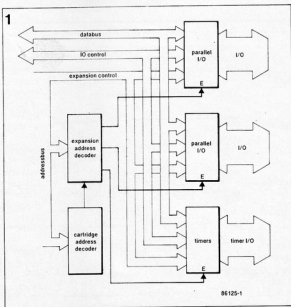 1
databus
IO control
expansion control
parallel
I/O
E
I/O
expansion
address
decoder
addressbus
parallel
I/O
E
I/O
cartridge
address
decoder
timers
E
timer I/O
86125-1